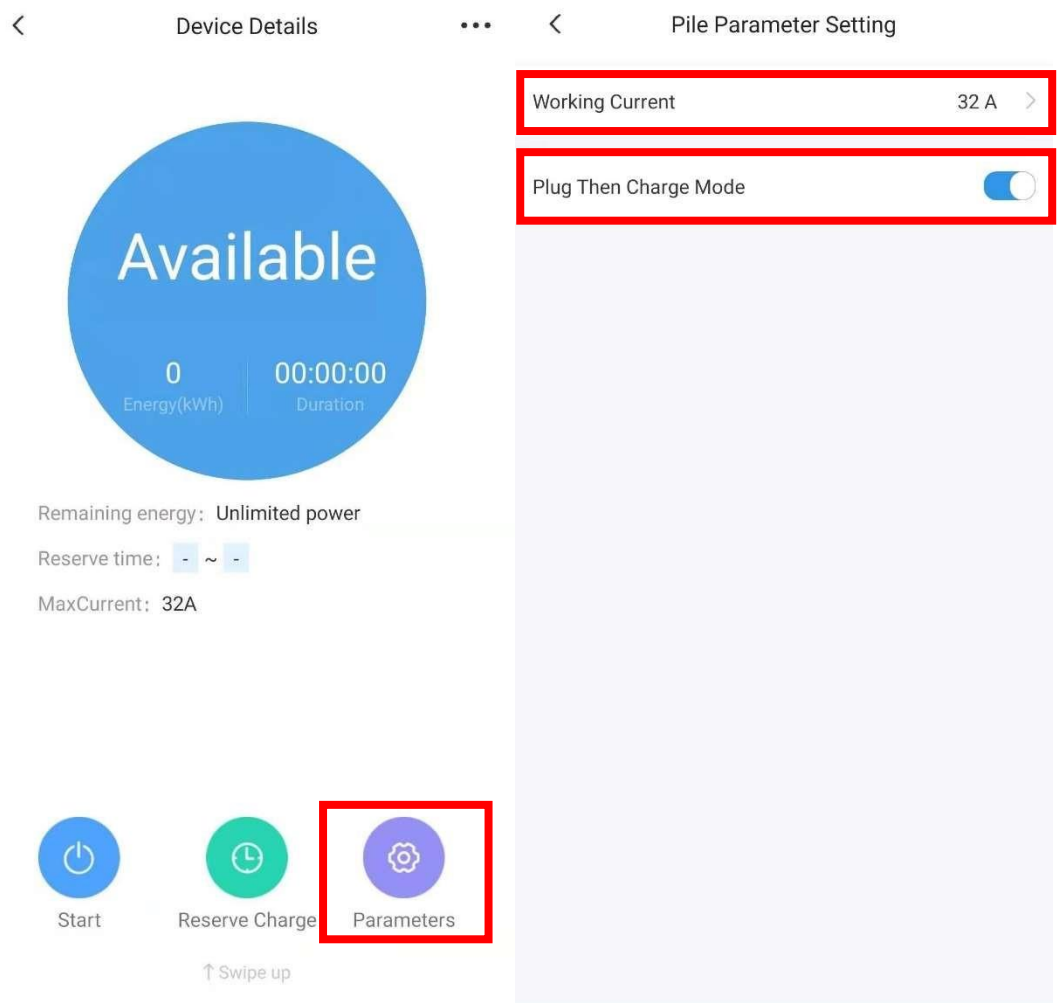 Device Details
Available
0 00:00:00
Energy(kWh) Duration
Remaining energy: Unlimited power
Reserve time: - ~ -
MaxCurrent: 32A
Start Reserve Charge Parameters
↑ Swipe up
Pile Parameter Setting
Working Current 32 A
Plug Then Charge Mode